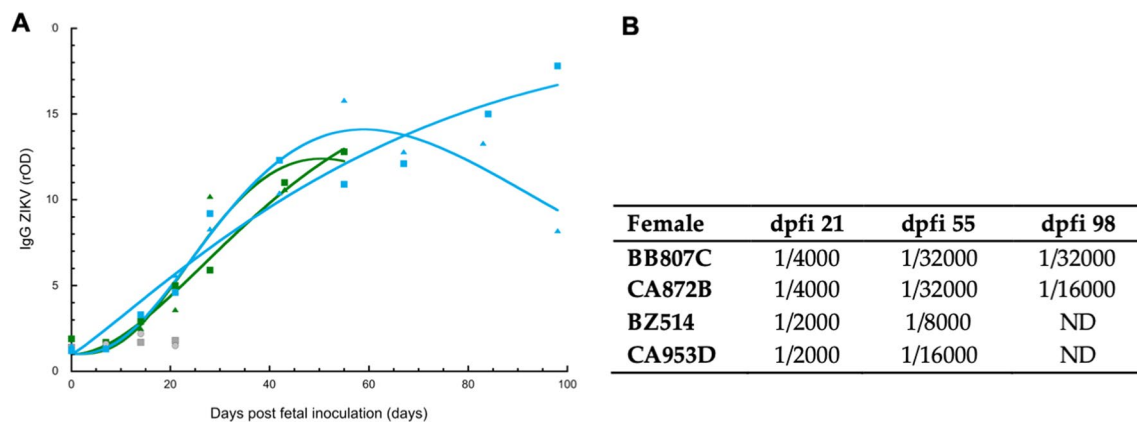 A
B
0
15
10
5
0
IgG ZIKV (rOD)
0 20 40 60 80 100
Days post fetal inoculation (days)
Female dpfi 21 dpfi 55 dpfi 98
BB807C 1/4000 1/32000 1/32000
CA872B 1/4000 1/32000 1/16000
BZ514 1/2000 1/8000 ND
CA953D 1/2000 1/16000 ND